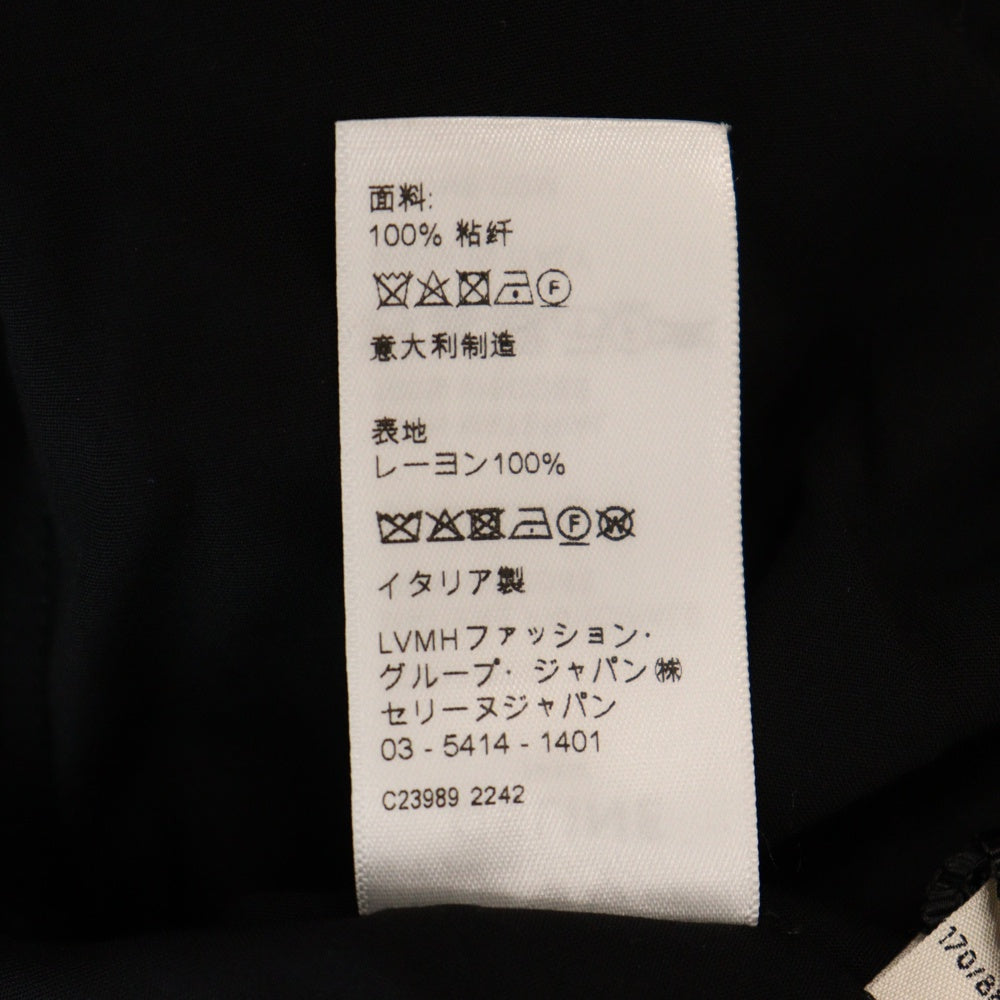 面料:
100% 粘纤
F
意大利制造
表地
レーヨン100%
F W
イタリア製
LVMHファッション・
グループ・ジャパン㈱
セリーヌジャパン
03 - 5414 - 1401
C23989 2242